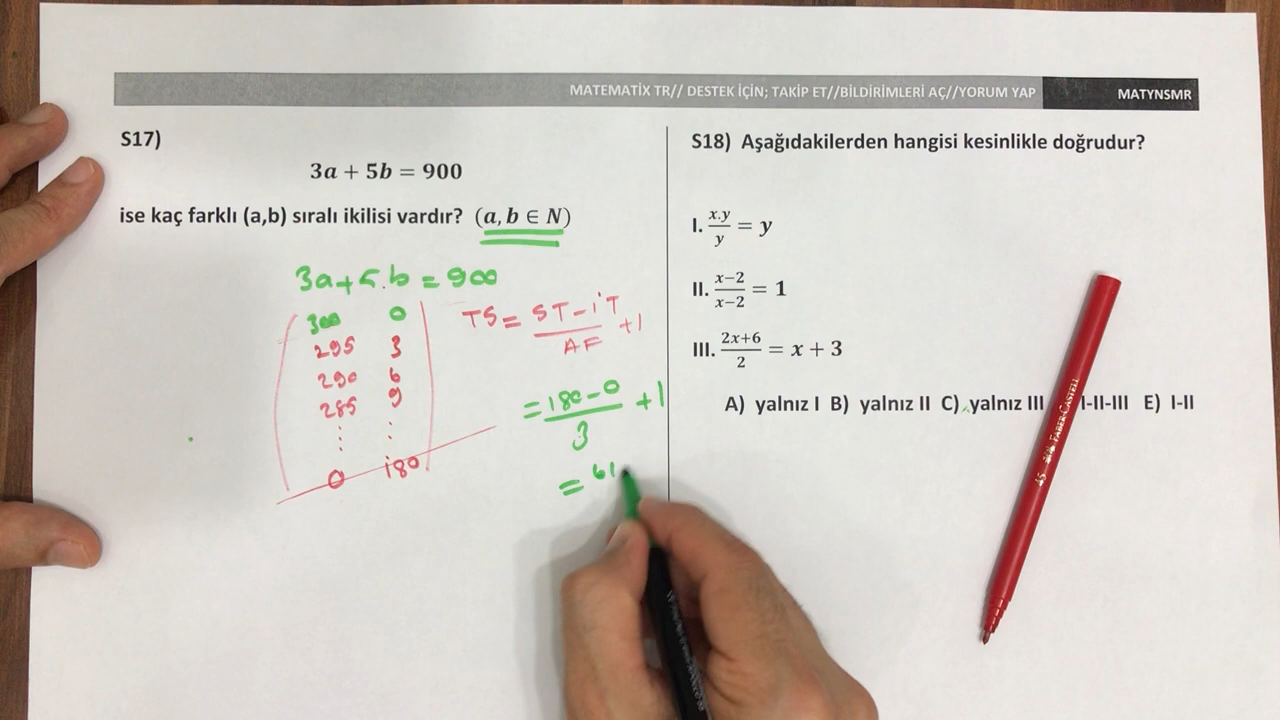 MATEMATİX TR// DESTEK İÇİN; TAKİP ET//BİLDİRİMLERİ AÇ//YORUM YAP
MATYNSMR
S17)
3a + 5b = 900
ise kaç farklı (a,b) sıralı ikilisi vardır? (a, b ∈ N)
3a+5.b = 900
300 0
295 3
290 6
285 9
0 180
TS = ST-İT / AF +1
= 180-0 / 3 +1
= 61
S18) Aşağıdakilerden hangisi kesinlikle doğrudur?
I. x.y / y = y
II. x−2 / x−2 = 1
III. 2x+6 / 2 = x + 3
A) yalnız I B) yalnız II C) yalnız III I-II-III E) I-II
FABER-CASTELL